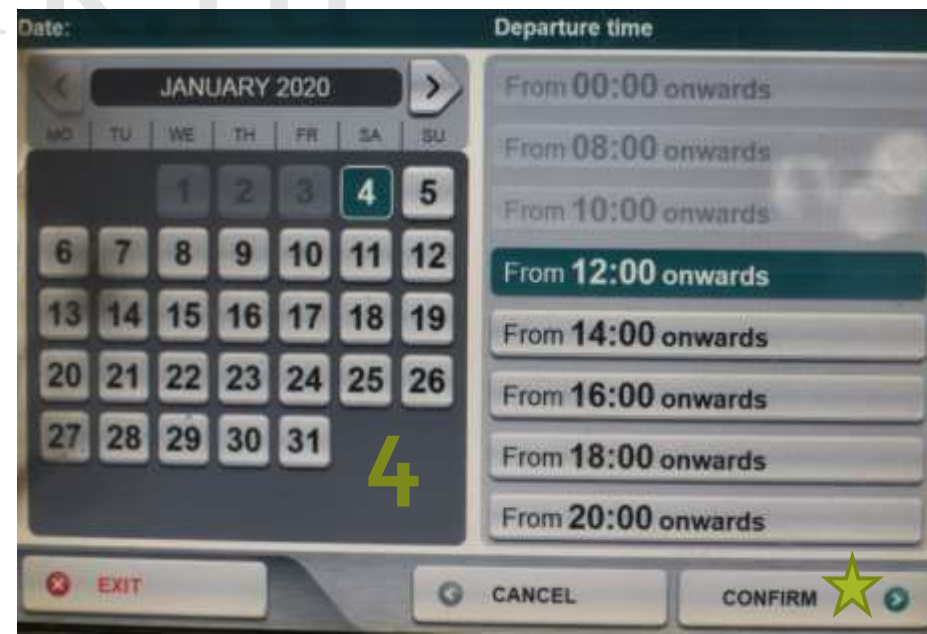 Date:
Departure time
JANUARY 2020
MO TU WE TH FR SA SU
1 2 3 4 5
6 7 8 9 10 11 12
13 14 15 16 17 18 19
20 21 22 23 24 25 26
27 28 29 30 31
4
From 00:00 onwards
From 08:00 onwards
From 10:00 onwards
From 12:00 onwards
From 14:00 onwards
From 16:00 onwards
From 18:00 onwards
From 20:00 onwards
EXIT
CANCEL
CONFIRM